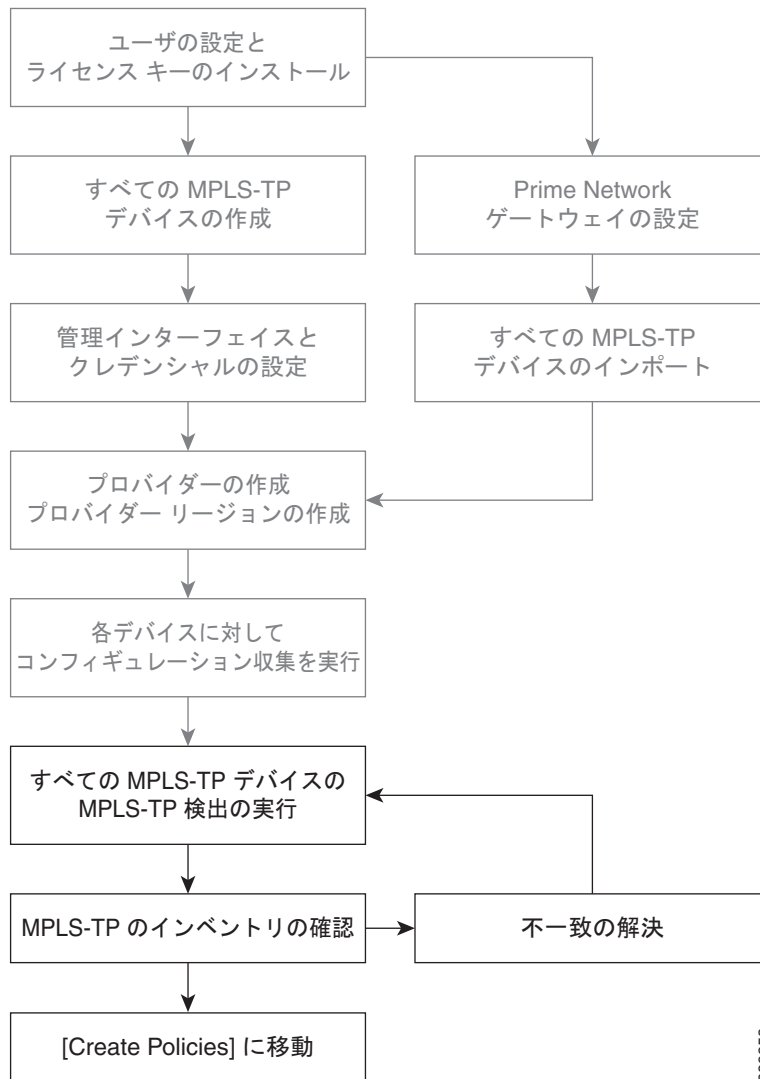 ユーザの設定と
ライセンス キーのインストール
すべての MPLS-TP
デバイスの作成
Prime Network
ゲートウェイの設定
管理インターフェイスと
クレデンシャルの設定
すべての MPLS-TP
デバイスのインポート
プロバイダーの作成
プロバイダー リージョンの作成
各デバイスに対して
コンフィギュレーション収集を実行
すべての MPLS-TP デバイスの
MPLS-TP 検出の実行
MPLS-TP のインベントリの確認
不一致の解決
[Create Policies] に移動